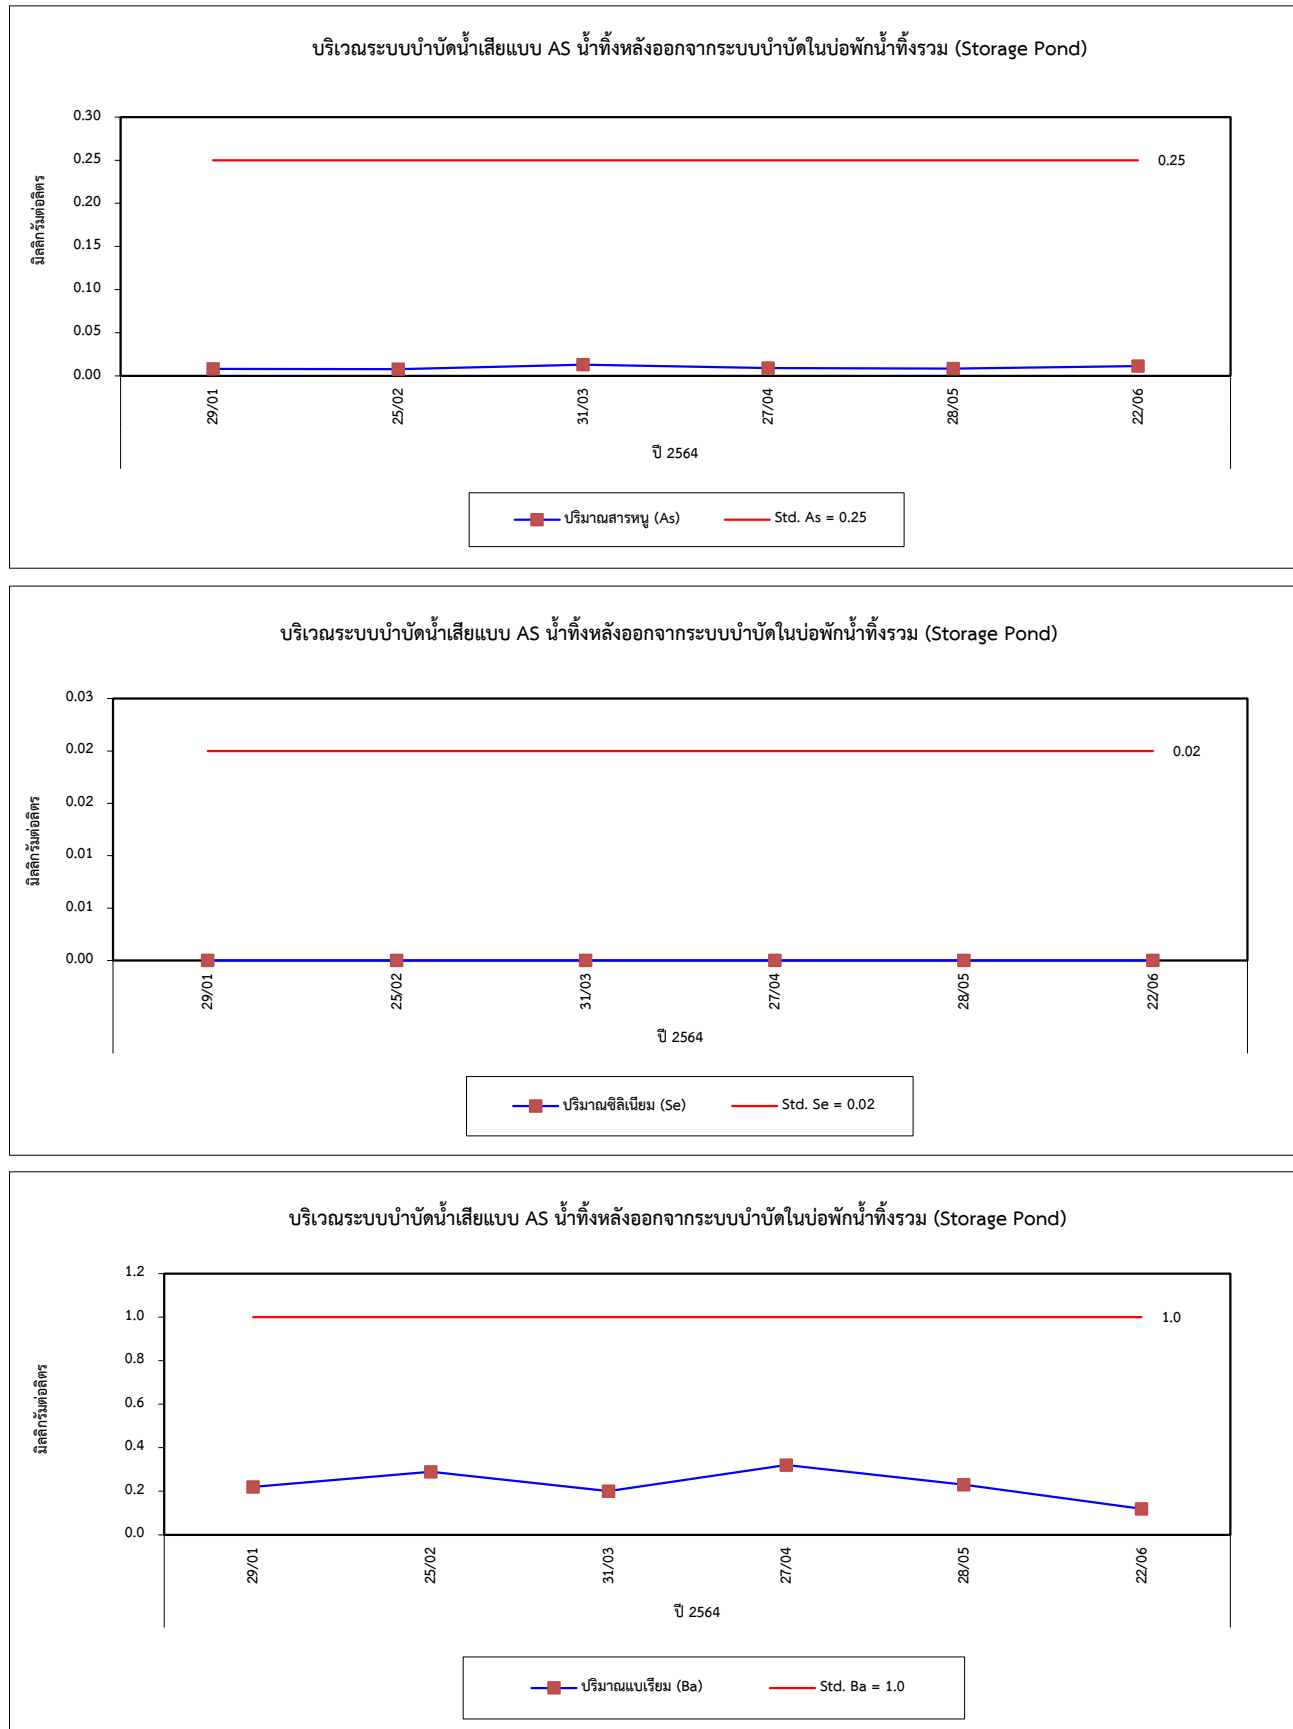 บริเวณระบบบำบัดน้ำเสียแบบ AS น้ำทิ้งหลังออกจากระบบบำบัดในบ่อพักน้ำทิ้งรวม (Storage Pond)
0.30
0.25
0.20
0.15
0.10
0.05
0.00
มิลลิกรัมต่อลิตร
0.25
29/01
25/02
31/03
27/04
28/05
22/06
ปี 2564
ปริมาณสารหนู (As)
Std. As = 0.25
บริเวณระบบบำบัดน้ำเสียแบบ AS น้ำทิ้งหลังออกจากระบบบำบัดในบ่อพักน้ำทิ้งรวม (Storage Pond)
0.03
0.02
0.02
0.01
0.01
0.00
มิลลิกรัมต่อลิตร
0.02
29/01
25/02
31/03
27/04
28/05
22/06
ปี 2564
ปริมาณซิลิเนียม (Se)
Std. Se = 0.02
บริเวณระบบบำบัดน้ำเสียแบบ AS น้ำทิ้งหลังออกจากระบบบำบัดในบ่อพักน้ำทิ้งรวม (Storage Pond)
1.2
1.0
0.8
0.6
0.4
0.2
0.0
มิลลิกรัมต่อลิตร
1.0
29/01
25/02
31/03
27/04
28/05
22/06
ปี 2564
ปริมาณแบเรียม (Ba)
Std. Ba = 1.0